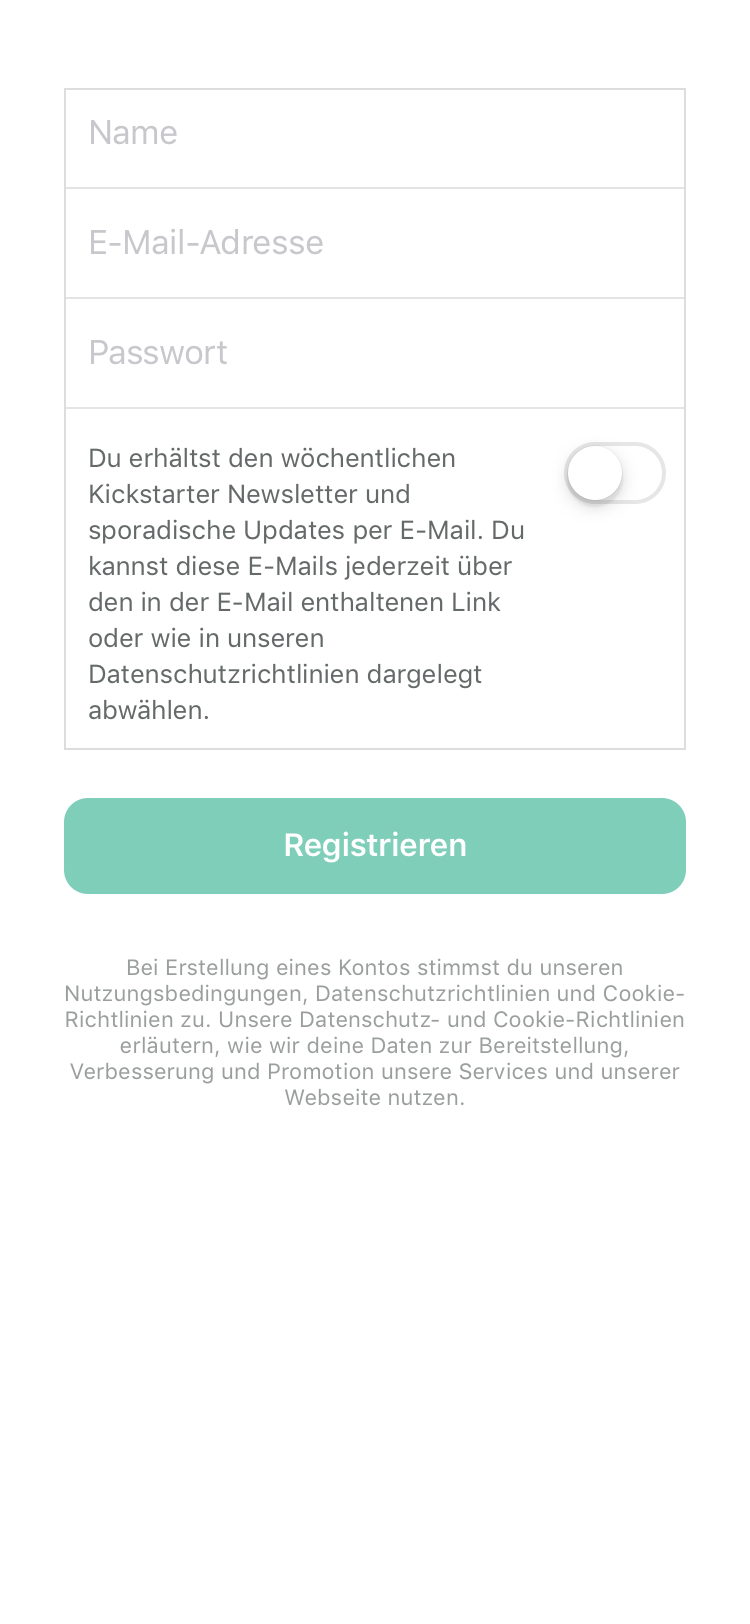 Name
E-Mail-Adresse
Passwort
Du erhältst den wöchentlichen
Kickstarter Newsletter und
sporadische Updates per E-Mail. Du
kannst diese E-Mails jederzeit über
den in der E-Mail enthaltenen Link
oder wie in unseren
Datenschutzrichtlinien dargelegt
abwählen.
Registrieren
Bei Erstellung eines Kontos stimmst du unseren
Nutzungsbedingungen, Datenschutzrichtlinien und Cookie-
Richtlinien zu. Unsere Datenschutz- und Cookie-Richtlinien
erläutern, wie wir deine Daten zur Bereitstellung,
Verbesserung und Promotion unsere Services und unserer
Webseite nutzen.